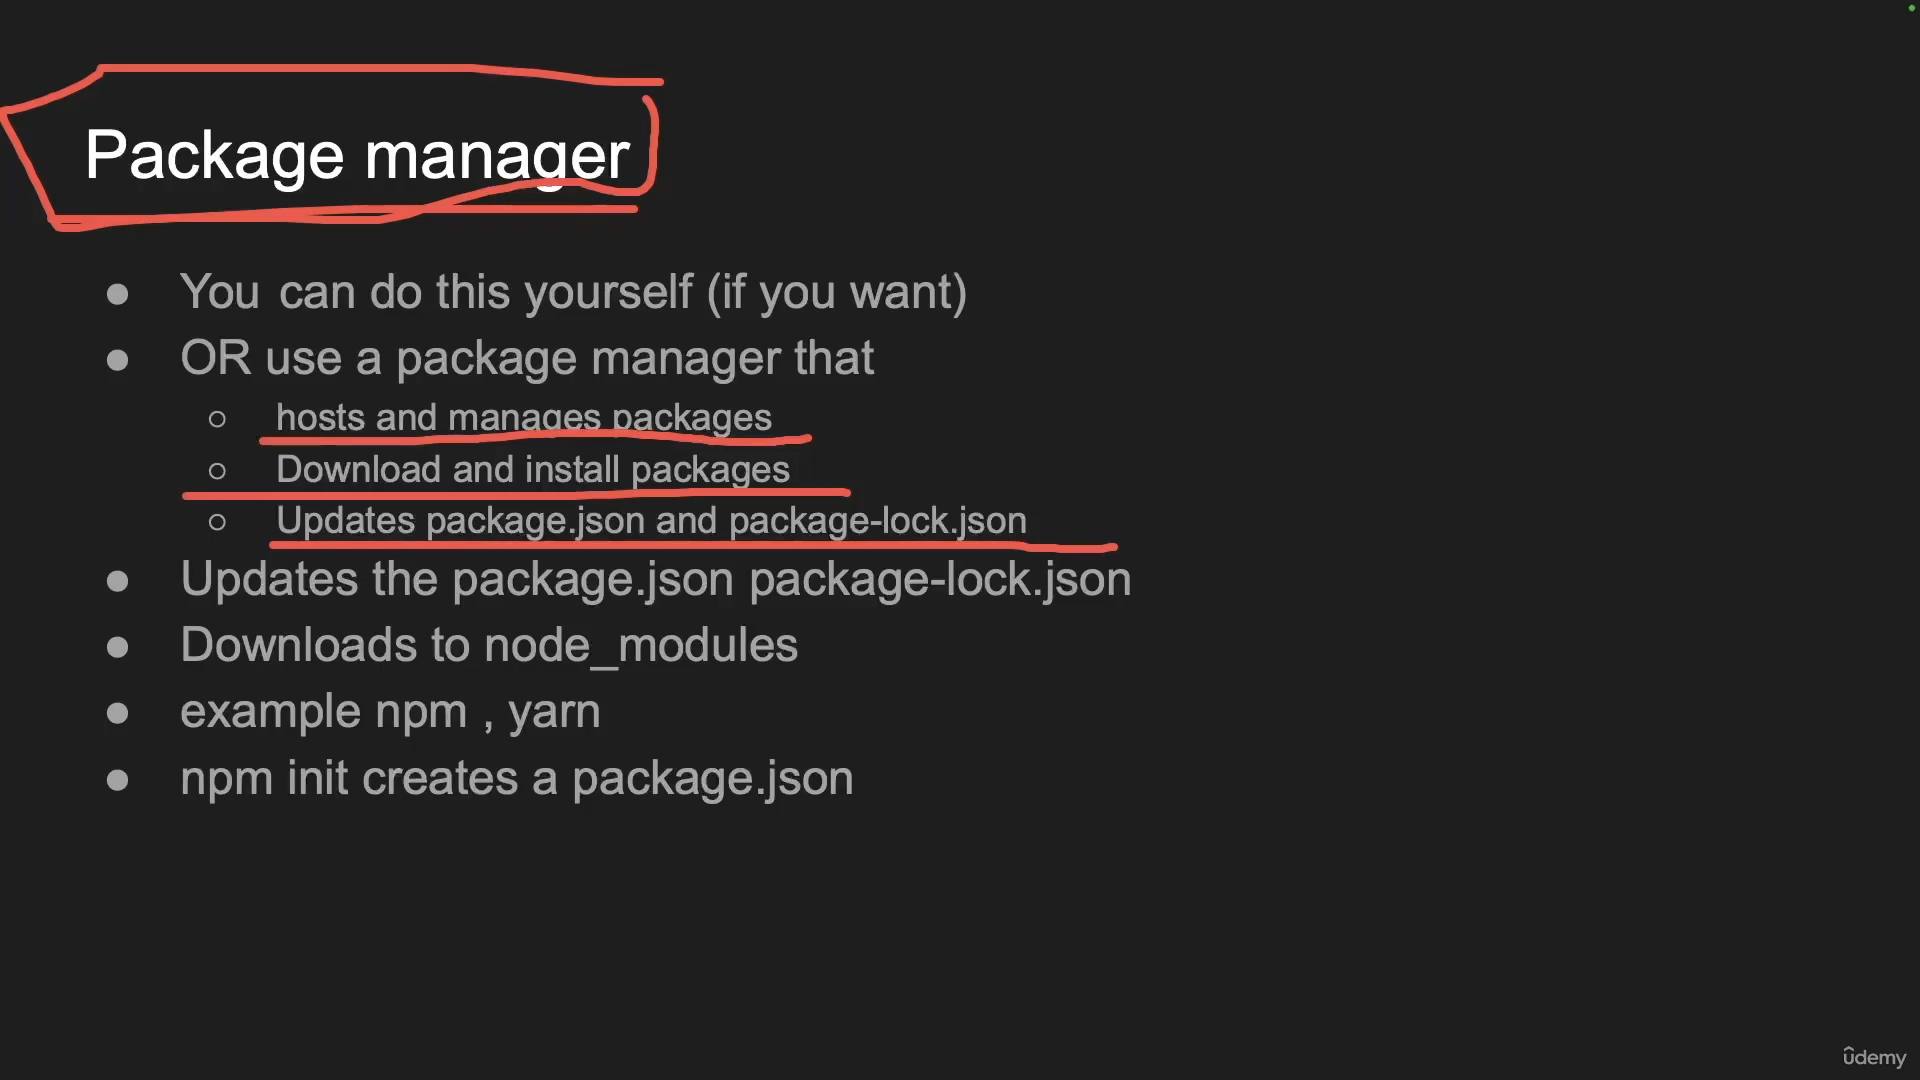 Package manager
● You can do this yourself (if you want)
● OR use a package manager that
○ hosts and manages packages
○ Download and install packages
○ Updates package.json and package-lock.json
● Updates the package.json package-lock.json
● Downloads to node_modules
● example npm , yarn
● npm init creates a package.json
ûdemy